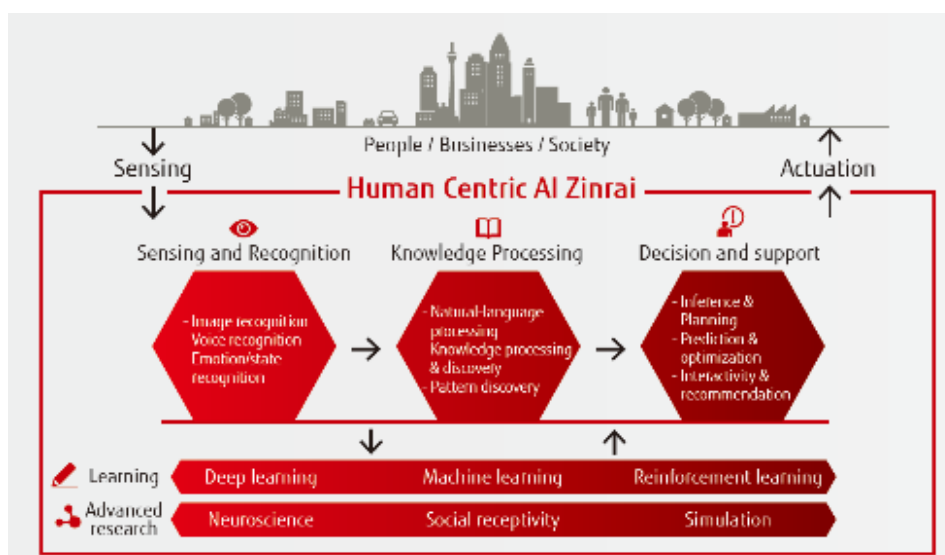 People / Businesses / Society
Sensing
Actuation
Human Centric AI Zinrai
Sensing and Recognition
- Image recognition
Voice recognition
Emotion/state
recognition
Knowledge Processing
- Natural-language
processing
Knowledge processing
& discovery
- Pattern discovery
Decision and support
- Inference &
Planning
- Prediction &
optimization
- Interactivity &
recommendation
Learning
Deep learning
Machine learning
Reinforcement learning
Advanced
research
Neuroscience
Social receptivity
Simulation